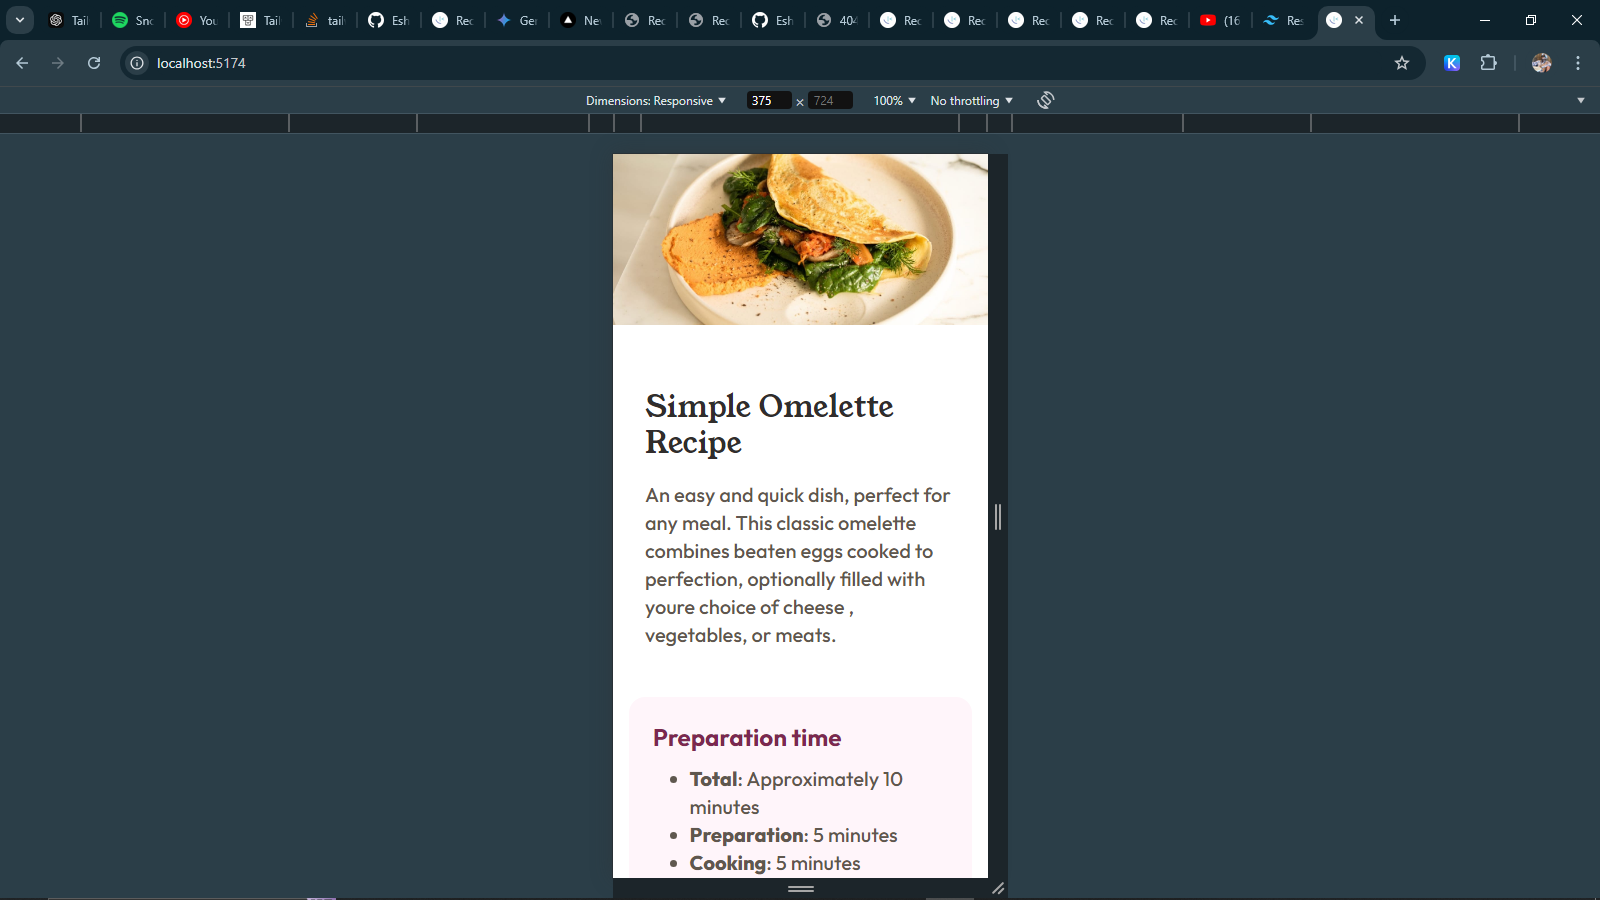 Tail
Sno
You
Tail
tail
Esh
Rec
Ger
Nev
Rec
Rec
Esh
404
Rec
Rec
Rec
Rec
Rec
(16
Res
localhost:5174
K
Dimensions: Responsive 375 × 724 100% No throttling
Simple Omelette
Recipe
An easy and quick dish, perfect for
any meal. This classic omelette
combines beaten eggs cooked to
perfection, optionally filled with
youre choice of cheese ,
vegetables, or meats.
Preparation time
Total: Approximately 10
minutes
Preparation: 5 minutes
Cooking: 5 minutes